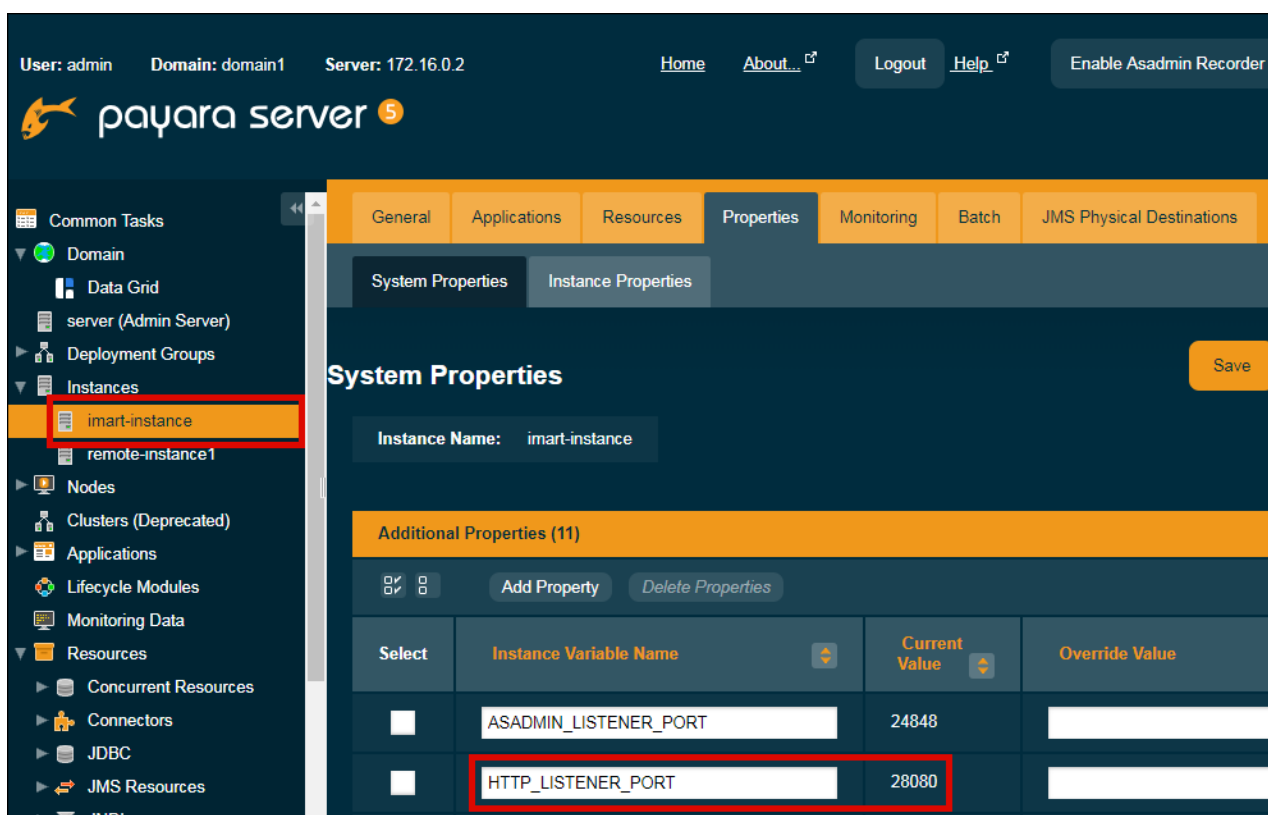 User: admin Domain: domain1 Server: 172.16.0.2 Home About... Logout Help Enable Asadmin Recorder
payara server 5
Common Tasks
Domain
Data Grid
server (Admin Server)
Deployment Groups
Instances
imart-instance
remote-instance1
Nodes
Clusters (Deprecated)
Applications
Lifecycle Modules
Monitoring Data
Resources
Concurrent Resources
Connectors
JDBC
JMS Resources
General Applications Resources Properties Monitoring Batch JMS Physical Destinations
System Properties Instance Properties
System Properties
Save
Instance Name: imart-instance
Additional Properties (11)
Add Property Delete Properties
Select Instance Variable Name Current Value Override Value
ASADMIN_LISTENER_PORT 24848
HTTP_LISTENER_PORT 28080